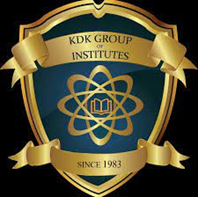 KDK GROUP
OF
INSTITUTES
SINCE 1983